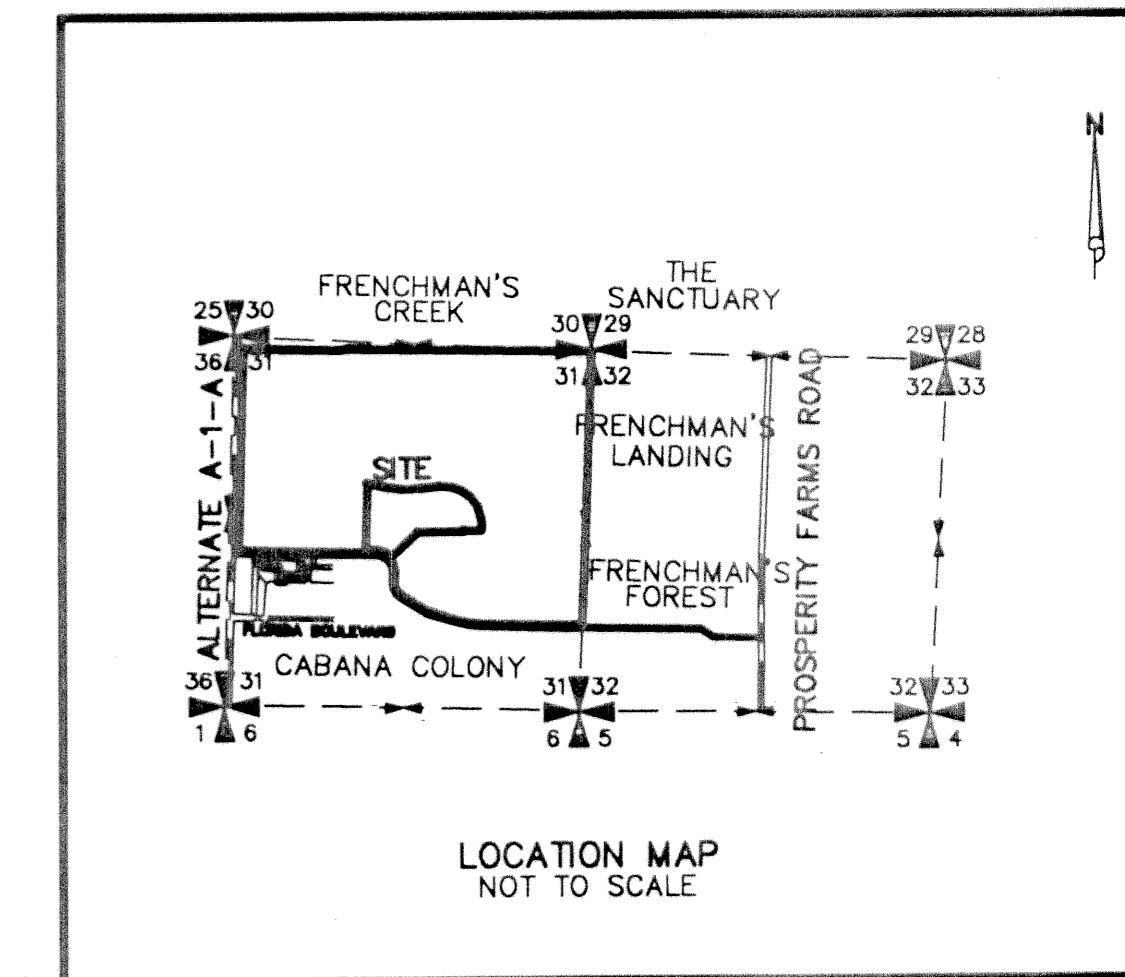 N
FRENCHMAN'S
CREEK
THE
SANCTUARY
25 30
36 31
30 29
31 32
29 28
32 33
ALTERNATE A-1-A
SITE
FRENCHMAN'S
LANDING
PROSPERITY FARMS ROAD
FRENCHMAN'S
FOREST
FLORIDA BOULEVARD
CABANA COLONY
36 31
1 6
31 32
6 5
32 33
5 4
LOCATION MAP
NOT TO SCALE